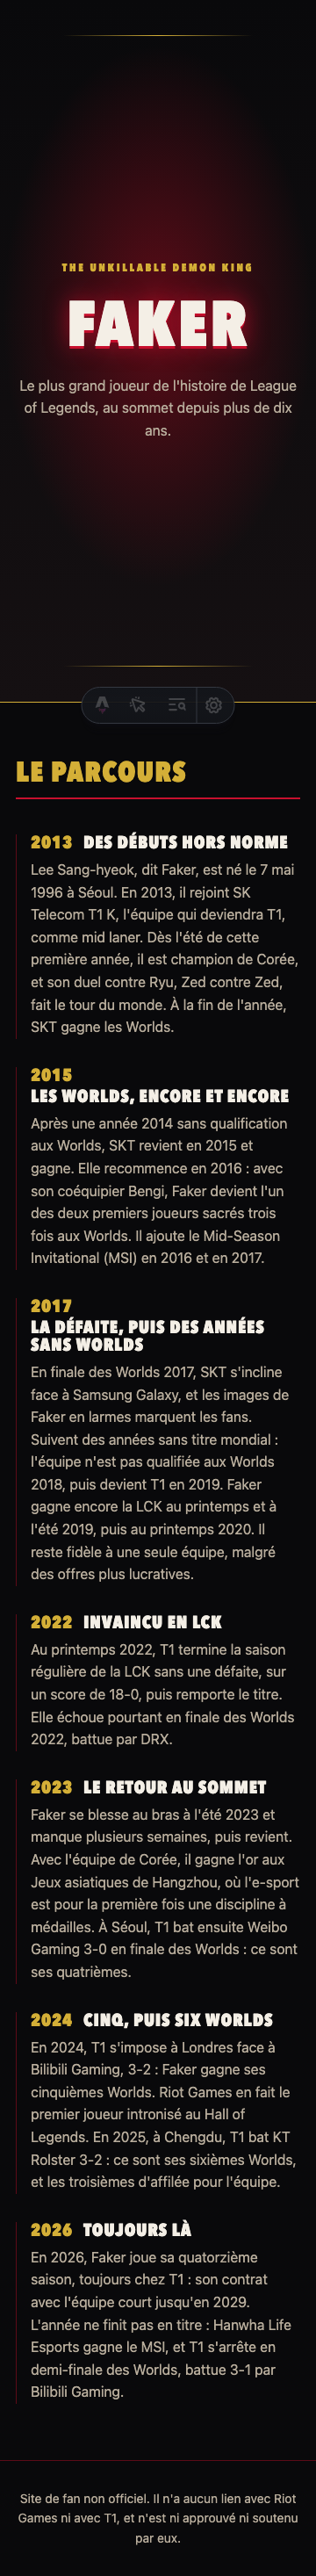 THE UNKILLABLE DEMON KING
FAKER
Le plus grand joueur de l'histoire de League
of Legends, au sommet depuis plus de dix
ans.
LE PARCOURS
2013 DES DÉBUTS HORS NORME
Lee Sang-hyeok, dit Faker, est né le 7 mai
1996 à Séoul. En 2013, il rejoint SK
Telecom T1 K, l'équipe qui deviendra T1,
comme mid laner. Dès l'été de cette
première année, il est champion de Corée,
et son duel contre Ryu, Zed contre Zed,
fait le tour du monde. À la fin de l'année,
SKT gagne les Worlds.
2015
LES WORLDS, ENCORE ET ENCORE
Après une année 2014 sans qualification
aux Worlds, SKT revient en 2015 et
gagne. Elle recommence en 2016 : avec
son coéquipier Bengi, Faker devient l'un
des deux premiers joueurs sacrés trois
fois aux Worlds. Il ajoute le Mid-Season
Invitational (MSI) en 2016 et en 2017.
2017
LA DÉFAITE, PUIS DES ANNÉES
SANS WORLDS
En finale des Worlds 2017, SKT s'incline
face à Samsung Galaxy, et les images de
Faker en larmes marquent les fans.
Suivent des années sans titre mondial :
l'équipe n'est pas qualifiée aux Worlds
2018, puis devient T1 en 2019. Faker
gagne encore la LCK au printemps et à
l'été 2019, puis au printemps 2020. Il
reste fidèle à une seule équipe, malgré
des offres plus lucratives.
2022 INVAINCU EN LCK
Au printemps 2022, T1 termine la saison
régulière de la LCK sans une défaite, sur
un score de 18-0, puis remporte le titre.
Elle échoue pourtant en finale des Worlds
2022, battue par DRX.
2023 LE RETOUR AU SOMMET
Faker se blesse au bras à l'été 2023 et
manque plusieurs semaines, puis revient.
Avec l'équipe de Corée, il gagne l'or aux
Jeux asiatiques de Hangzhou, où l'e-sport
est pour la première fois une discipline à
médailles. À Séoul, T1 bat ensuite Weibo
Gaming 3-0 en finale des Worlds : ce sont
ses quatrièmes.
2024 CINQ, PUIS SIX WORLDS
En 2024, T1 s'impose à Londres face à
Bilibili Gaming, 3-2 : Faker gagne ses
cinquièmes Worlds. Riot Games en fait le
premier joueur intronisé au Hall of
Legends. En 2025, à Chengdu, T1 bat KT
Rolster 3-2 : ce sont ses sixièmes Worlds,
et les troisièmes d'affilée pour l'équipe.
2026 TOUJOURS LÀ
En 2026, Faker joue sa quatorzième
saison, toujours chez T1 : son contrat
avec l'équipe court jusqu'en 2029.
L'année ne finit pas en titre : Hanwha Life
Esports gagne le MSI, et T1 s'arrête en
demi-finale des Worlds, battue 3-1 par
Bilibili Gaming.
Site de fan non officiel. Il n'a aucun lien avec Riot
Games ni avec T1, et n'est ni approuvé ni soutenu
par eux.